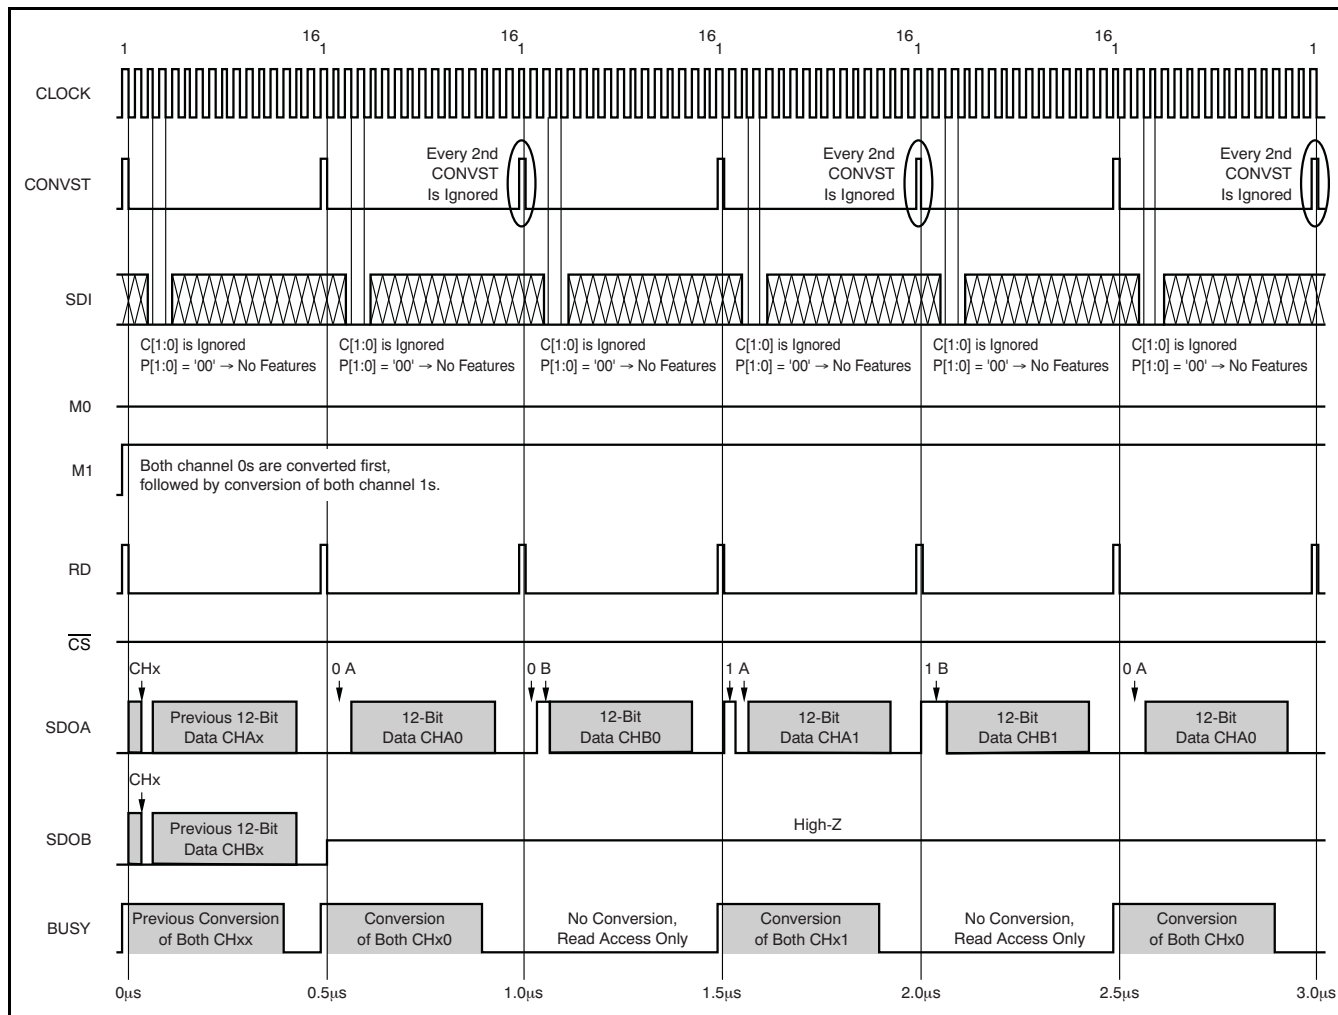 1 16 1 16 1 16 1 16 1 16 1 1
CLOCK
CONVST
Every 2nd
CONVST
Is Ignored
Every 2nd
CONVST
Is Ignored
Every 2nd
CONVST
Is Ignored
SDI
C[1:0] is Ignored
P[1:0] = '00' → No Features
C[1:0] is Ignored
P[1:0] = '00' → No Features
C[1:0] is Ignored
P[1:0] = '00' → No Features
C[1:0] is Ignored
P[1:0] = '00' → No Features
C[1:0] is Ignored
P[1:0] = '00' → No Features
C[1:0] is Ignored
P[1:0] = '00' → No Features
M0
M1
Both channel 0s are converted first,
followed by conversion of both channel 1s.
RD
CS
CHx
0 A
0 B
1 A
1 B
0 A
SDOA
Previous 12-Bit
Data CHAx
12-Bit
Data CHA0
12-Bit
Data CHB0
12-Bit
Data CHA1
12-Bit
Data CHB1
12-Bit
Data CHA0
CHx
SDOB
Previous 12-Bit
Data CHBx
High-Z
BUSY
Previous Conversion
of Both CHxx
Conversion
of Both CHx0
No Conversion,
Read Access Only
Conversion
of Both CHx1
No Conversion,
Read Access Only
Conversion
of Both CHx0
0μs 0.5μs 1.0μs 1.5μs 2.0μs 2.5μs 3.0μs